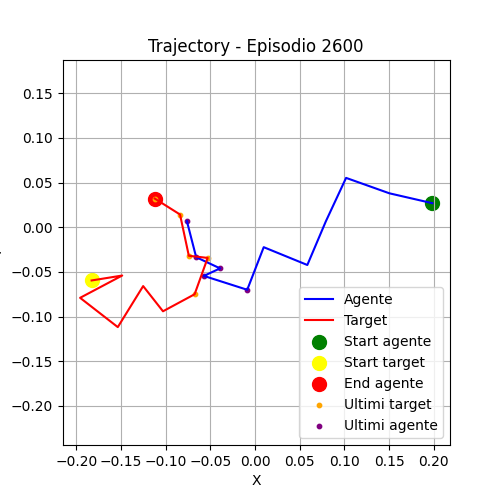 Trajectory - Episodio 2600
0.15
0.10
0.05
0.00
−0.05
−0.10
−0.15
−0.20
−0.20 −0.15 −0.10 −0.05 0.00 0.05 0.10 0.15 0.20
X
Agente
Target
Start agente
Start target
End agente
Ultimi target
Ultimi agente